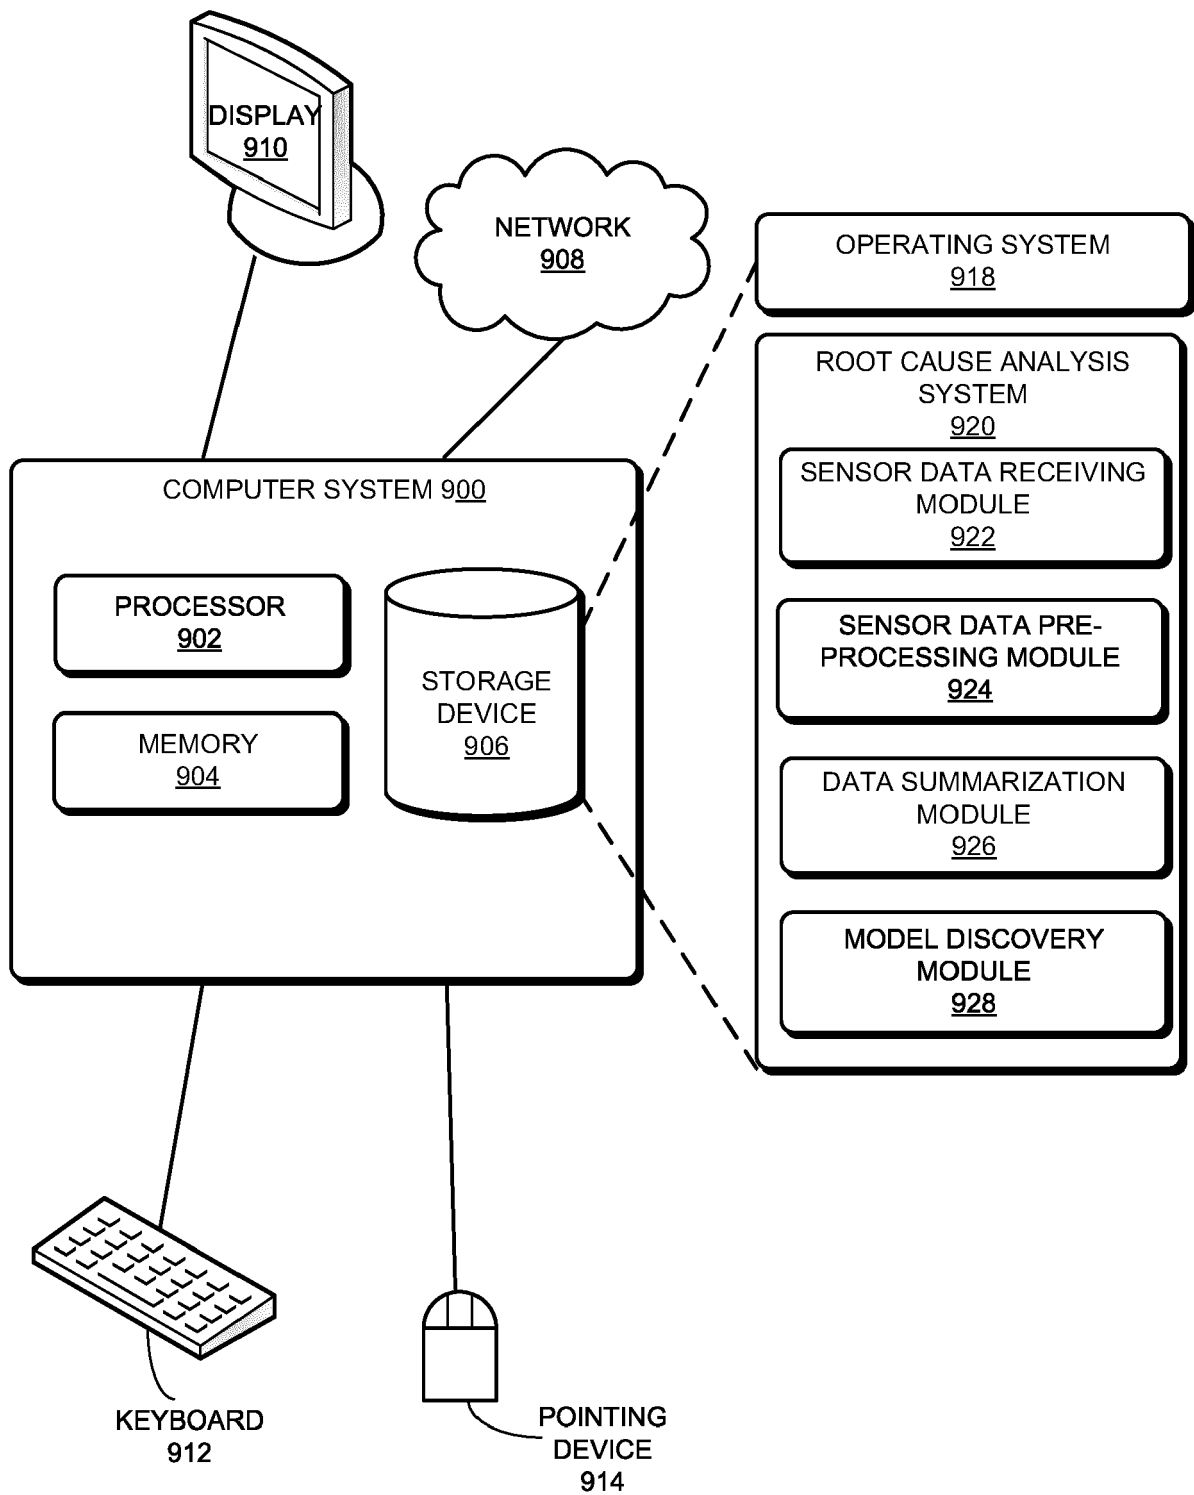 DISPLAY
910
NETWORK
908
OPERATING SYSTEM
918
ROOT CAUSE ANALYSIS
SYSTEM
920
SENSOR DATA RECEIVING
MODULE
922
SENSOR DATA PRE-
PROCESSING MODULE
924
DATA SUMMARIZATION
MODULE
926
MODEL DISCOVERY
MODULE
928
COMPUTER SYSTEM 900
PROCESSOR
902
MEMORY
904
STORAGE
DEVICE
906
KEYBOARD
912
POINTING
DEVICE
914